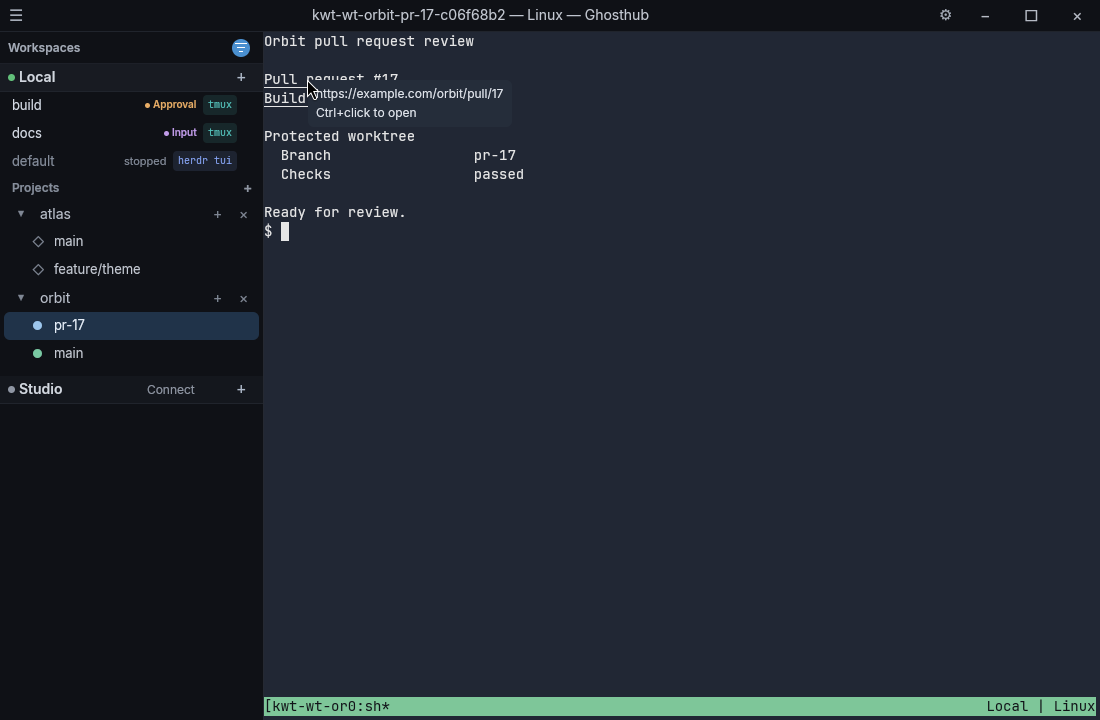 kwt-wt-orbit-pr-17-c06f68b2 — Linux — Ghosthub
Workspaces
Local
build Approval tmux
docs Input tmux
default stopped herdr tui
Projects
atlas
main
feature/theme
orbit
pr-17
main
Studio Connect
Orbit pull request review
Pull request #17
Build
https://example.com/orbit/pull/17
Ctrl+click to open
Protected worktree
Branch pr-17
Checks passed
Ready for review.
$
[kwt-wt-or0:sh* Local | Linux